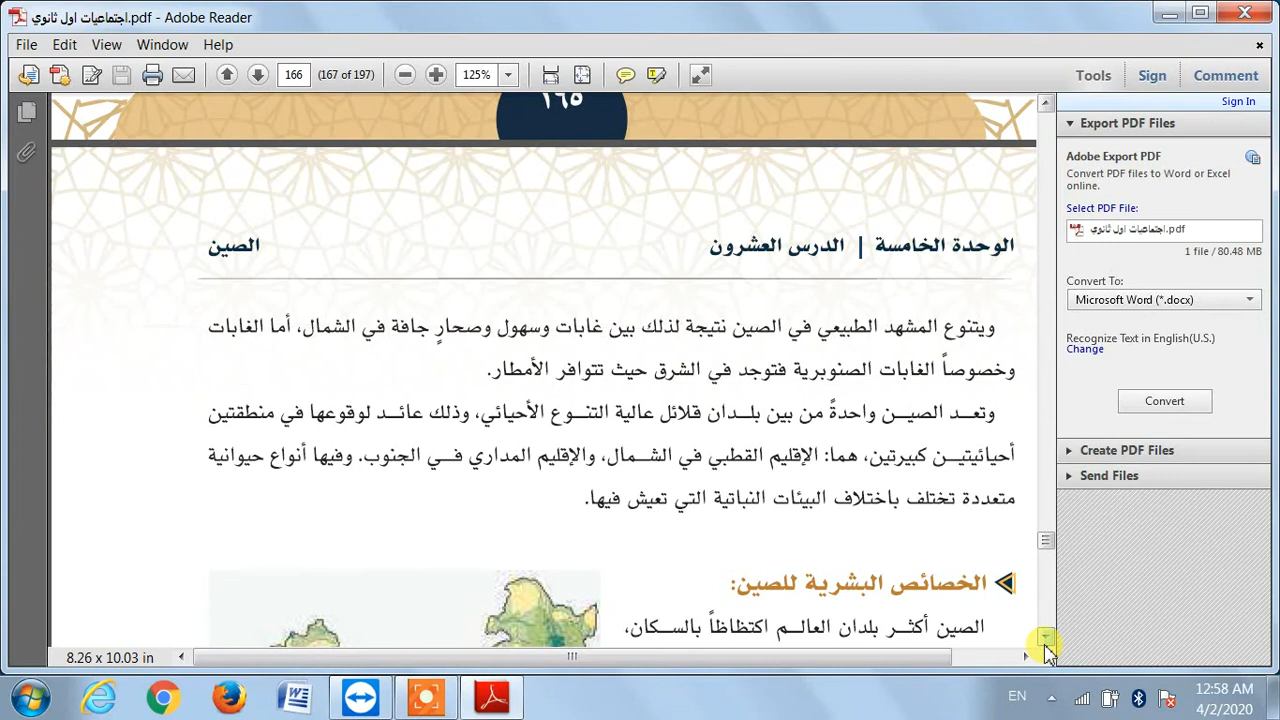 اجتماعيات اول ثانوي.pdf - Adobe Reader
File Edit View Window Help
166 (167 of 197) 125% Tools Sign Comment
Sign In
Export PDF Files
Adobe Export PDF
Convert PDF files to Word or Excel
online.
Select PDF File:
اجتماعيات اول ثانوي.pdf
1 file / 80.48 MB
Convert To:
Microsoft Word (*.docx)
Recognize Text in English(U.S.)
Change
Convert
Create PDF Files
Send Files
١٦٥
الوحدة الخامسة | الدرس العشرون الصين
ويتنوع المشهد الطبيعي في الصين نتيجة لذلك بين غابات وسهول وصحارٍ جافة في الشمال، أما الغابات
وخصوصاً الغابات الصنوبرية فتوجد في الشرق حيث تتوافر الأمطار.
وتعـد الصيـن واحدةً من بين بلـدان قلائل عالية التنـوع الأحيائي، وذلك عائـد لوقوعها في منطقتين
أحيائيتيـن كبيرتين، هما: الإقليم القطبي في الشـمال، والإقليم المداري فـي الجنوب. وفيها أنواع حيوانية
متعددة تختلف باختلاف البيئات النباتية التي تعيش فيها.
الخصائص البشرية للصين:
الصين أكثـر بلدان العالـم اكتظاظاً بالسـكان،
8.26 x 10.03 in
EN 12:58 AM
4/2/2020